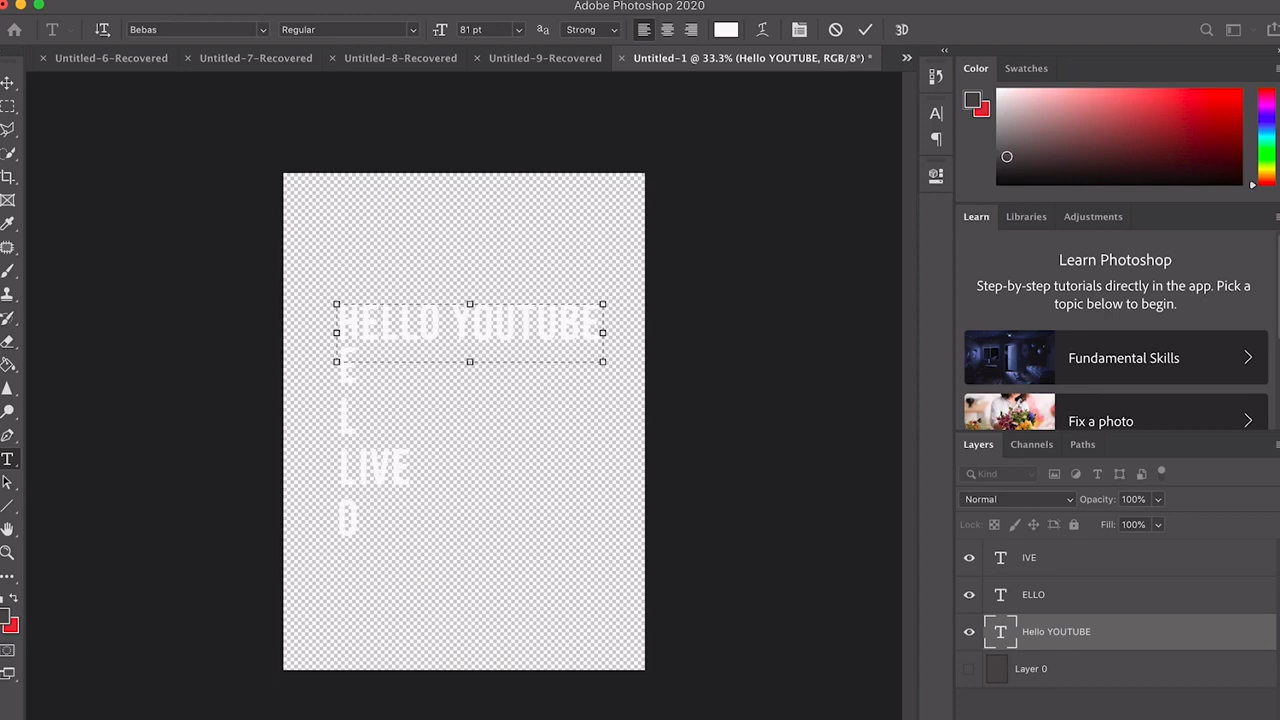 Adobe Photoshop 2020
Bebas Regular 81 pt Strong 3D
Untitled-6-Recovered Untitled-7-Recovered Untitled-8-Recovered Untitled-9-Recovered Untitled-1 @ 33.3% (Hello YOUTUBE, RGB/8*) *
Color Swatches
Learn Libraries Adjustments
Learn Photoshop
Step-by-step tutorials directly in the app. Pick a
topic below to begin.
Fundamental Skills
Fix a photo
HELLO YOUTUBE
LIVE
O
Layers Channels Paths
Kind
Normal Opacity: 100%
Lock: Fill: 100%
IVE
ELLO
Hello YOUTUBE
Layer 0